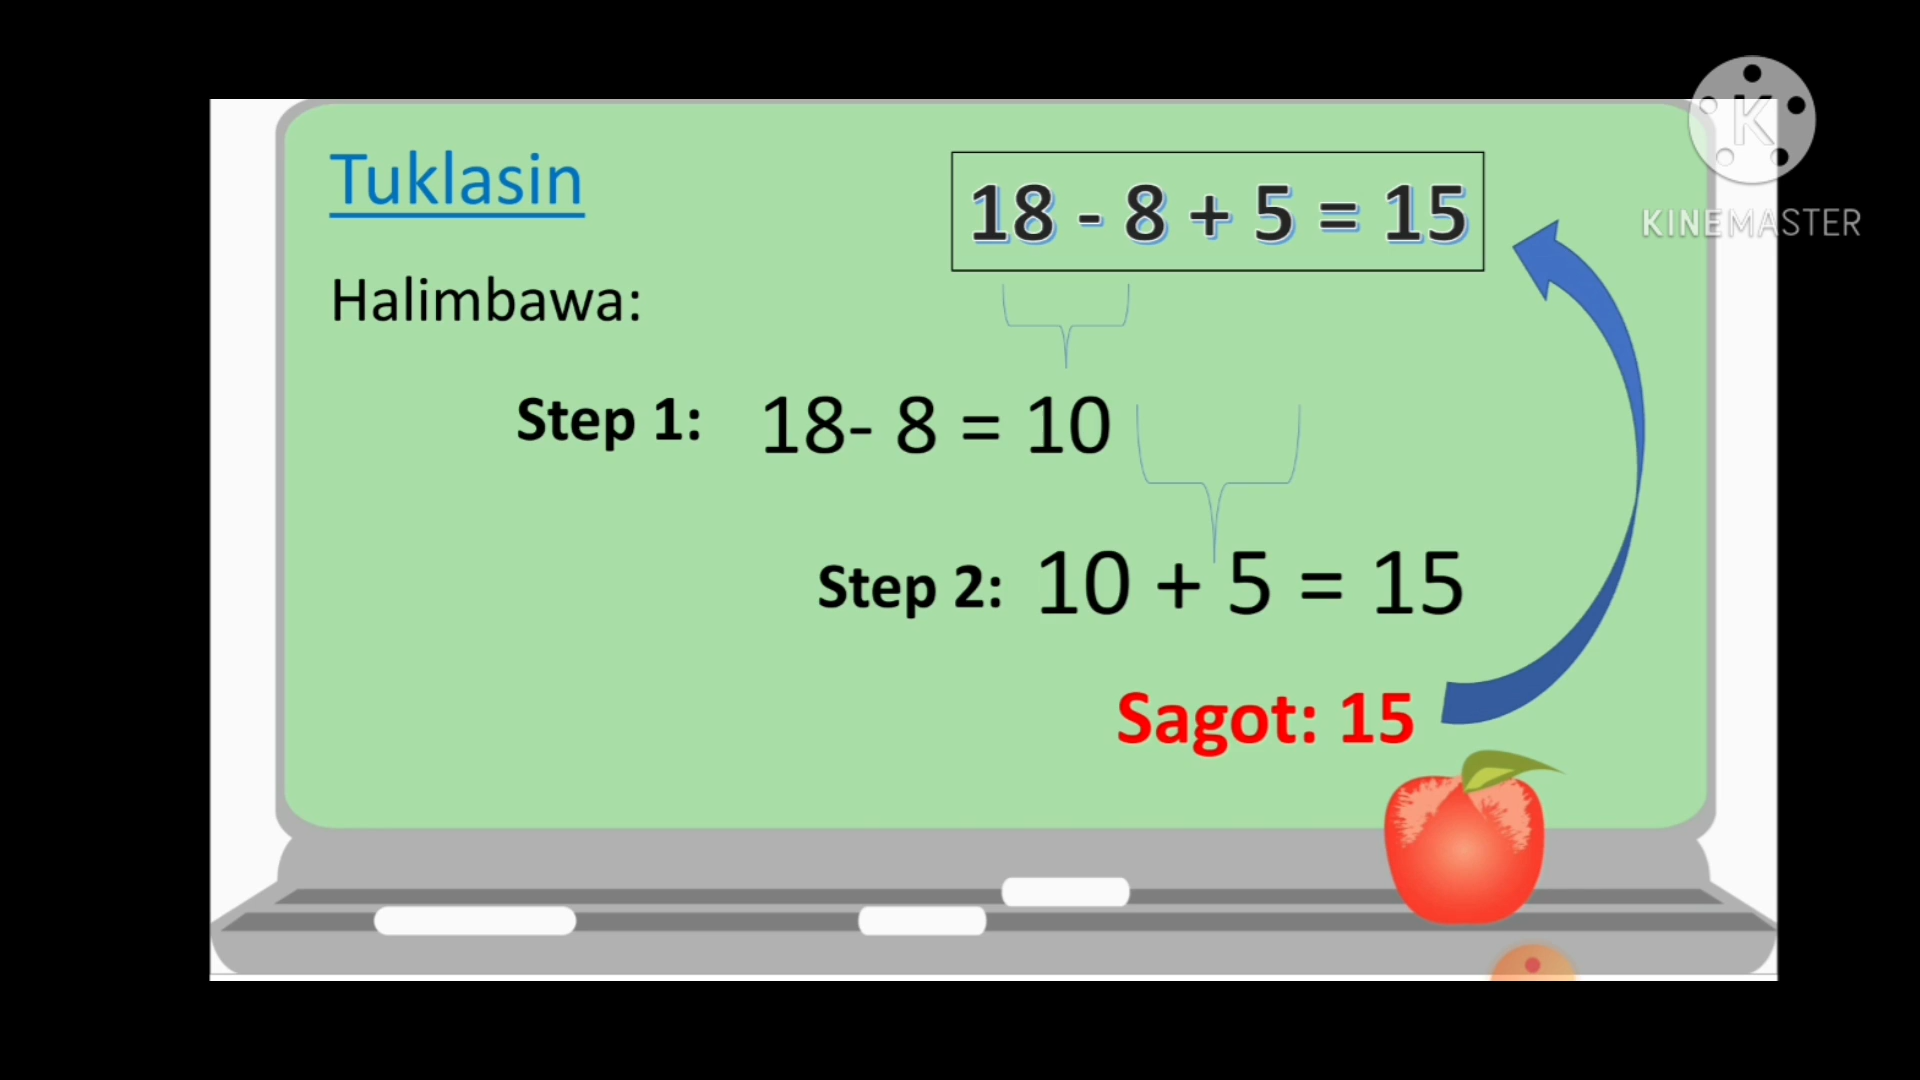 Tuklasin
18 - 8 + 5 = 15
Halimbawa:
Step 1: 18- 8 = 10
Step 2: 10 + 5 = 15
Sagot: 15
K
KINEMASTER